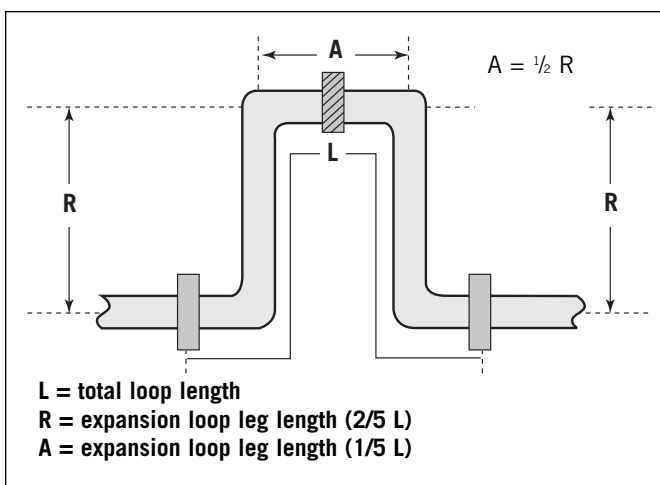 A
A = ½ R
R
L
R
L = total loop length
R = expansion loop leg length (2/5 L)
A = expansion loop leg length (1/5 L)